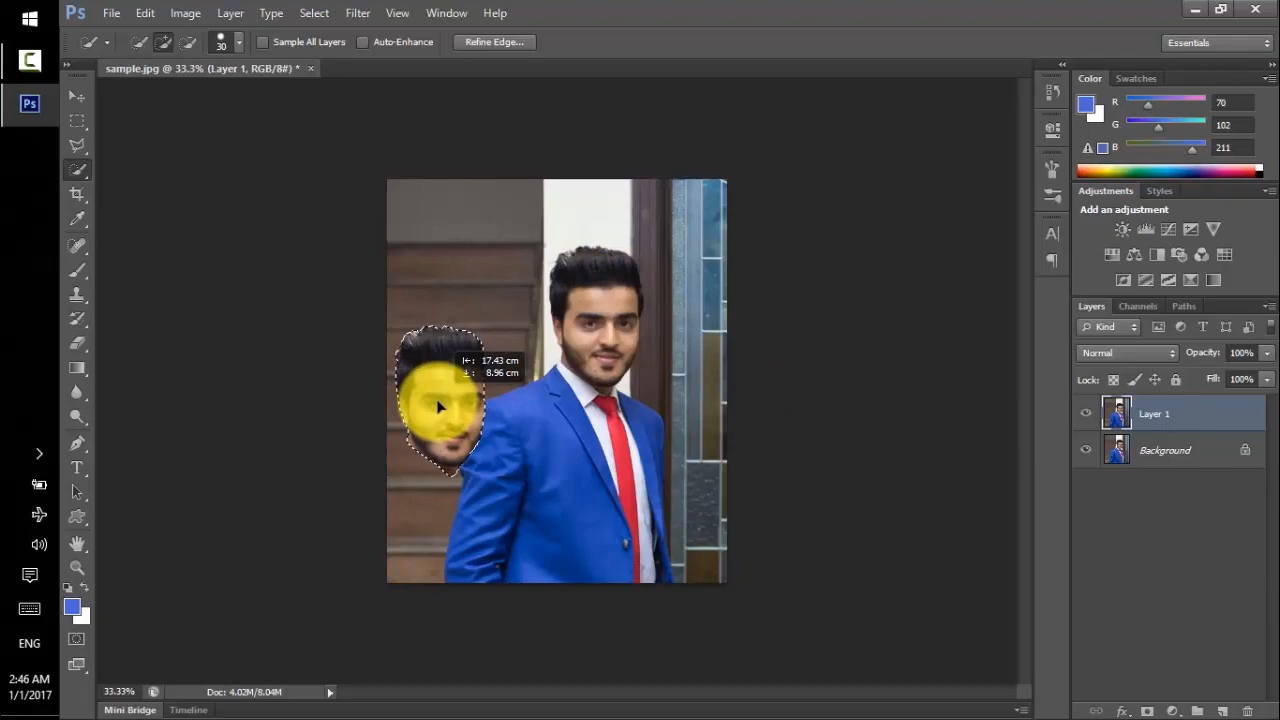 Ps File Edit Image Layer Type Select Filter View Window Help
30 Sample All Layers Auto-Enhance Refine Edge... Essentials
sample.jpg @ 33.3% (Layer 1, RGB/8#) * ×
Color Swatches
R 70
G 102
B 211
Adjustments Styles
Add an adjustment
Layers Channels Paths
Kind
Normal Opacity: 100%
Lock: Fill: 100%
Layer 1
Background
17.43 cm
8.96 cm
Ps
ENG
2:46 AM
1/1/2017
33.33% Doc: 4.02M/8.04M
Mini Bridge Timeline